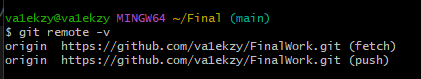 va1ekzy@va1ekzy MINGW64 ~/Final (main)
$ git remote -v
origin  https://github.com/va1ekzy/FinalWork.git (fetch)
origin  https://github.com/va1ekzy/FinalWork.git (push)